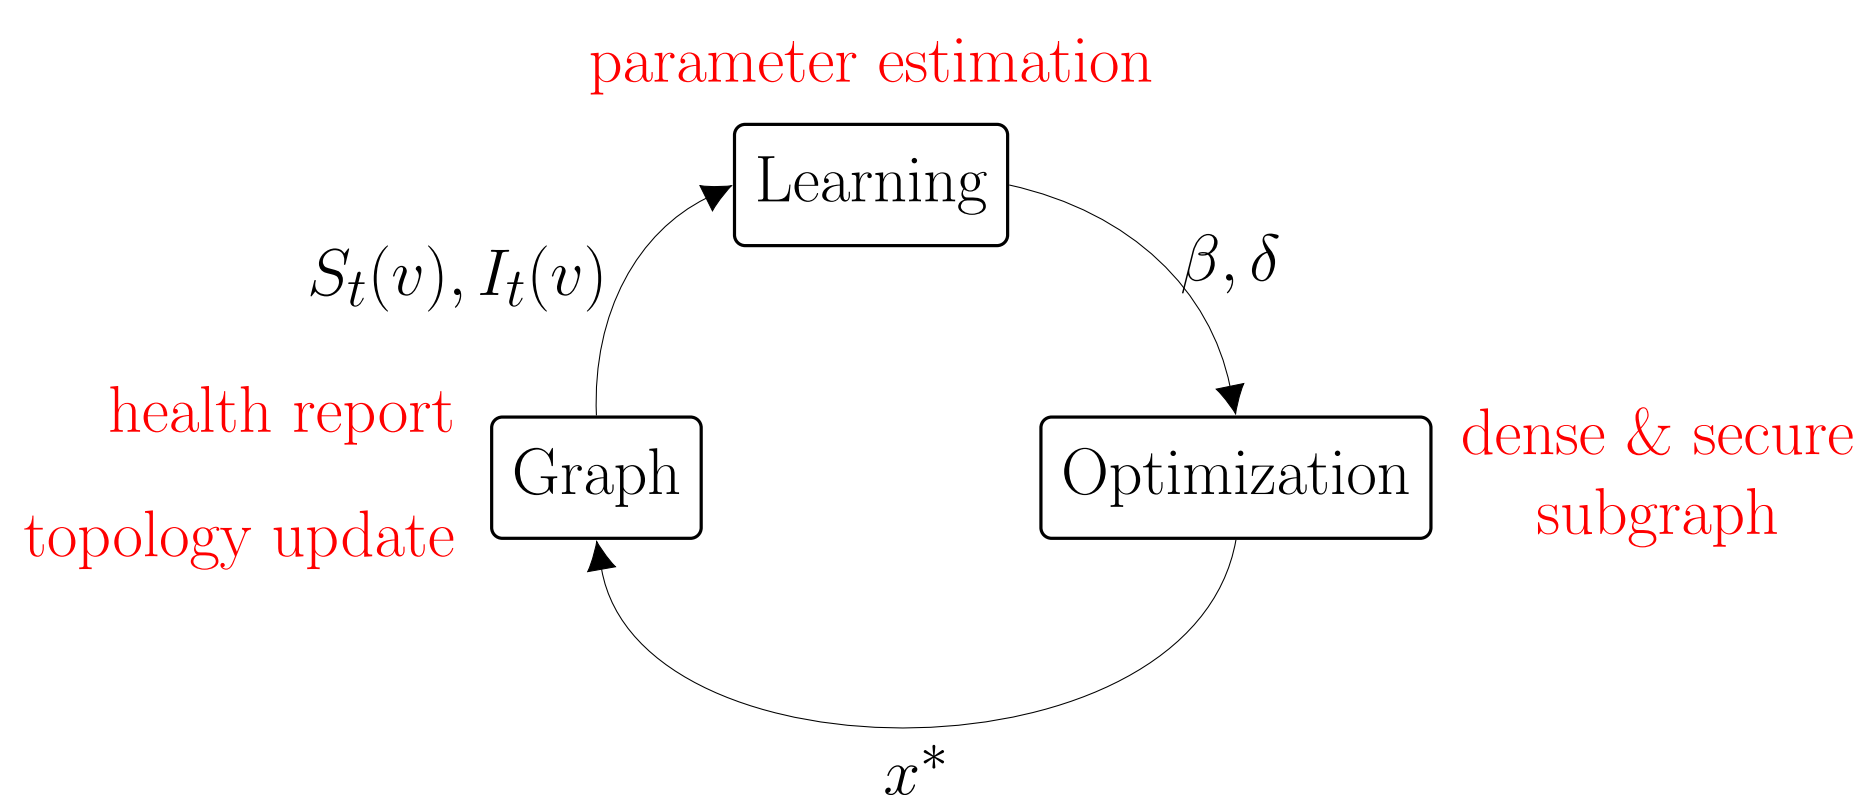 parameter estimation
Learning
S_t(v), I_t(v)
β, δ
health report
Graph
topology update
Optimization
dense & secure
subgraph
x*